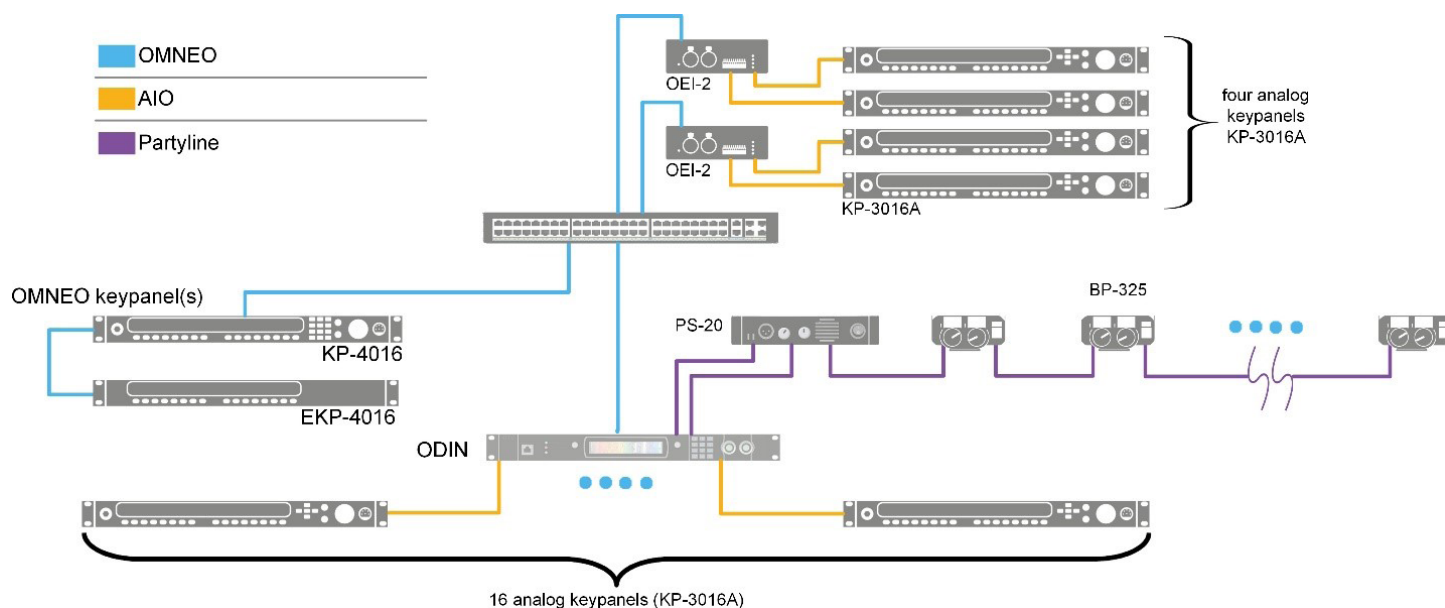 OMNEO
AIO
Partyline
OEI-2
OEI-2
four analog
keypanels
KP-3016A
KP-3016A
OMNEO keypanel(s)
KP-4016
EKP-4016
PS-20
BP-325
ODIN
16 analog keypanels (KP-3016A)